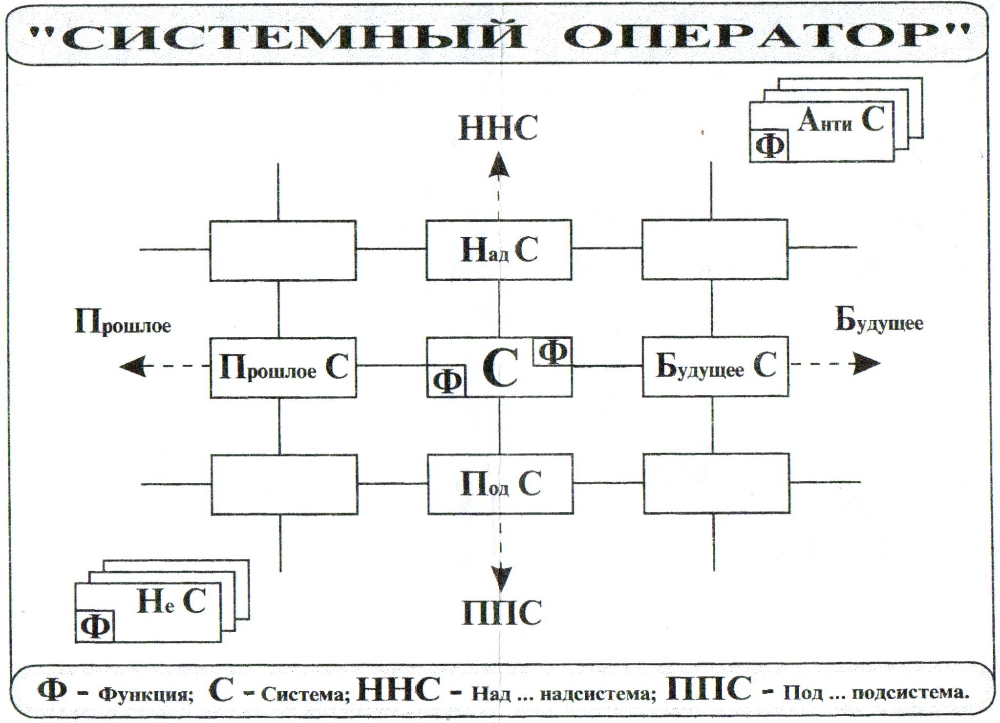 "СИСТЕМНЫЙ ОПЕРАТОР"
Анти С
Ф
ННС
Над С
Прошлое
Будущее
Прошлое С
Ф
С
Ф
Будущее С
Под С
Не С
Ф
ППС
Ф - Функция; С - Система; ННС - Над ... надсистема; ППС - Под ... подсистема.